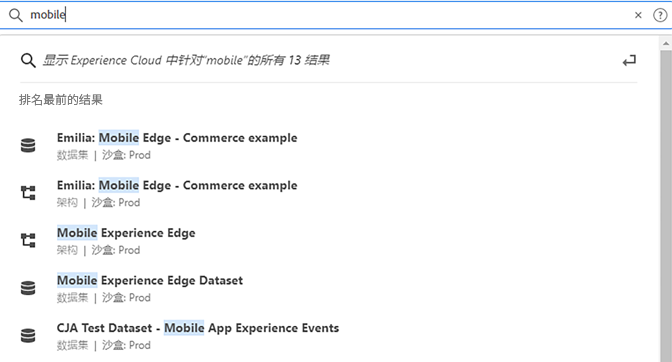 mobile
显示 Experience Cloud 中针对"mobile"的所有 13 结果
排名最前的结果
Emilia: Mobile Edge - Commerce example
数据集 | 沙盒: Prod
Emilia: Mobile Edge - Commerce example
架构 | 沙盒: Prod
Mobile Experience Edge
架构 | 沙盒: Prod
Mobile Experience Edge Dataset
数据集 | 沙盒: Prod
CJA Test Dataset - Mobile App Experience Events
数据集 | 沙盒: Prod